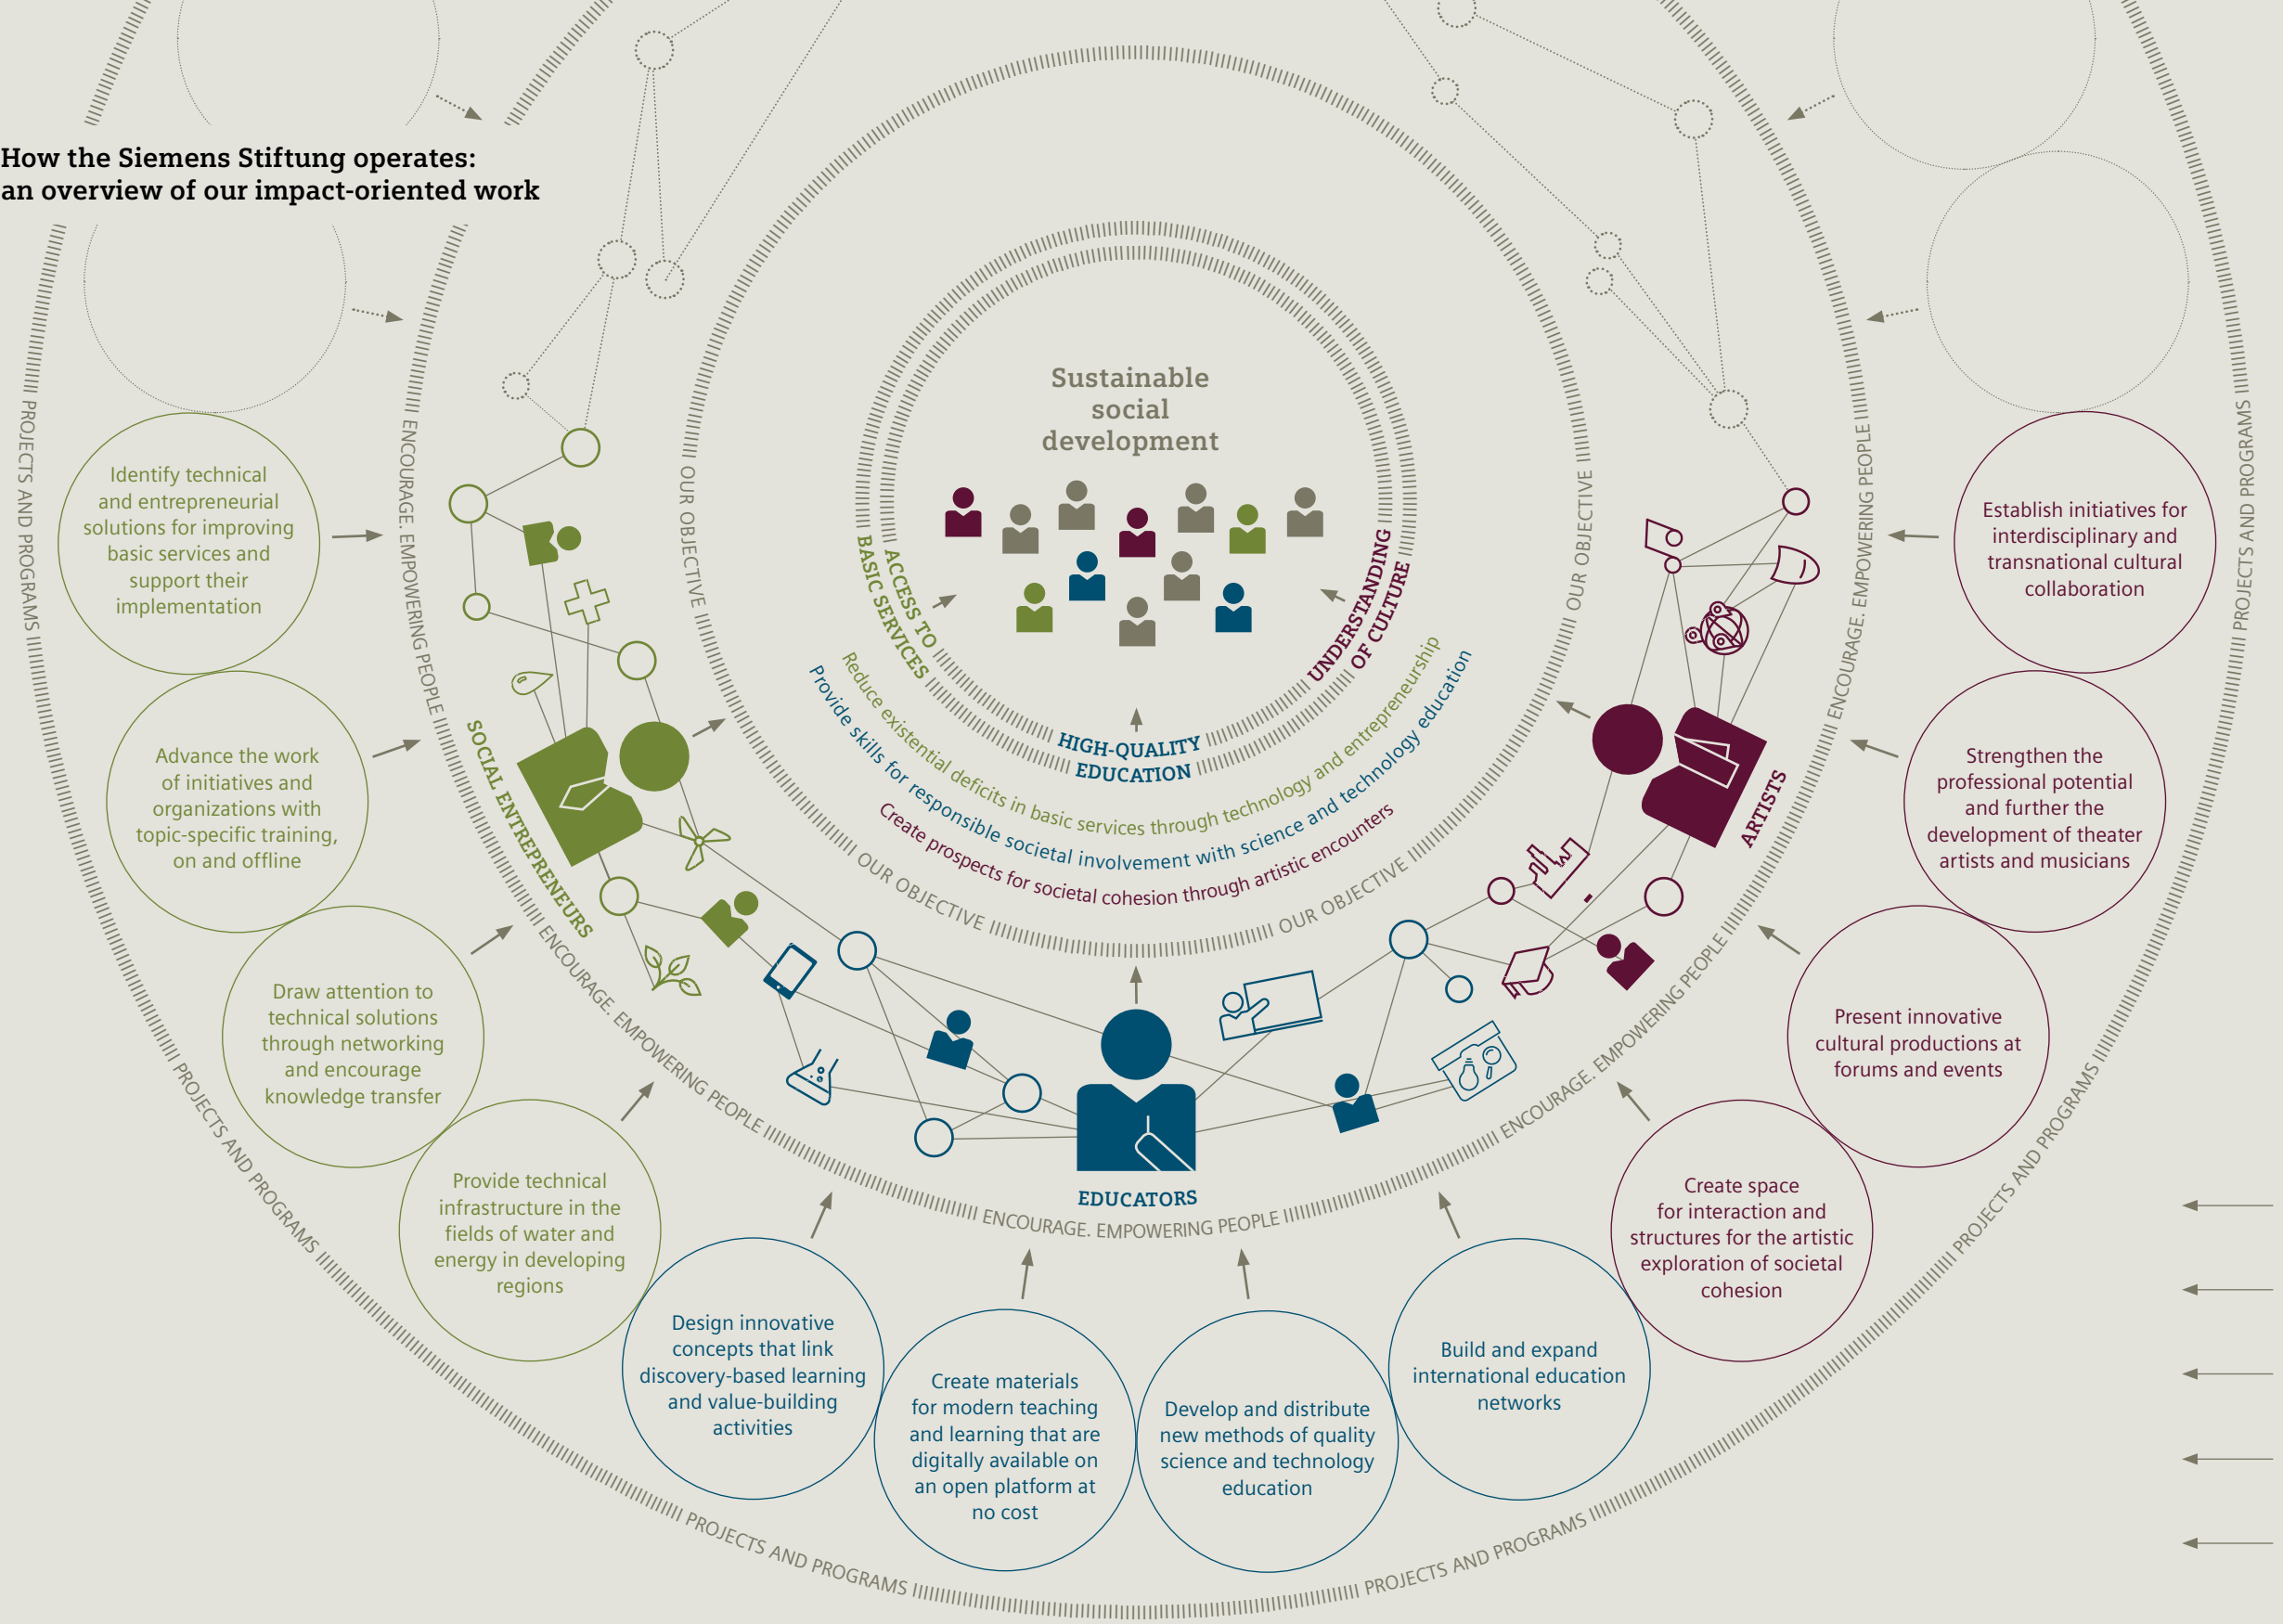 How the Siemens Stiftung operates:
an overview of our impact-oriented work
Sustainable
social
development
ACCESS TO
BASIC SERVICES
HIGH-QUALITY
EDUCATION
UNDERSTANDING
OF CULTURE
Reduce existential deficits in basic services through technology and entrepreneurship
Provide skills for responsible societal involvement with science and technology education
Create prospects for societal cohesion through artistic encounters
OUR OBJECTIVE
OUR OBJECTIVE
OUR OBJECTIVE
OUR OBJECTIVE
SOCIAL ENTREPRENEURS
EDUCATORS
ARTISTS
ENCOURAGE. EMPOWERING PEOPLE
ENCOURAGE. EMPOWERING PEOPLE
ENCOURAGE. EMPOWERING PEOPLE
ENCOURAGE. EMPOWERING PEOPLE
ENCOURAGE. EMPOWERING PEOPLE
Identify technical
and entrepreneurial
solutions for improving
basic services and
support their
implementation
Advance the work
of initiatives and
organizations with
topic-specific training,
on and offline
Draw attention to
technical solutions
through networking
and encourage
knowledge transfer
Provide technical
infrastructure in the
fields of water and
energy in developing
regions
Design innovative
concepts that link
discovery-based learning
and value-building
activities
Create materials
for modern teaching
and learning that are
digitally available on
an open platform at
no cost
Develop and distribute
new methods of quality
science and technology
education
Build and expand
international education
networks
Create space
for interaction and
structures for the artistic
exploration of societal
cohesion
Present innovative
cultural productions at
forums and events
Strengthen the
professional potential
and further the
development of theater
artists and musicians
Establish initiatives for
interdisciplinary and
transnational cultural
collaboration
PROJECTS AND PROGRAMS
PROJECTS AND PROGRAMS
PROJECTS AND PROGRAMS
PROJECTS AND PROGRAMS
PROJECTS AND PROGRAMS
PROJECTS AND PROGRAMS